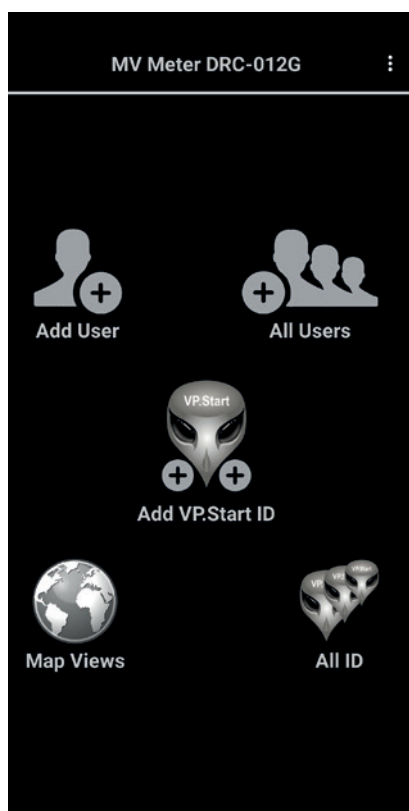 MV Meter DRC-012G
Add User
All Users
VP.Start
Add VP.Start ID
Map Views
All ID